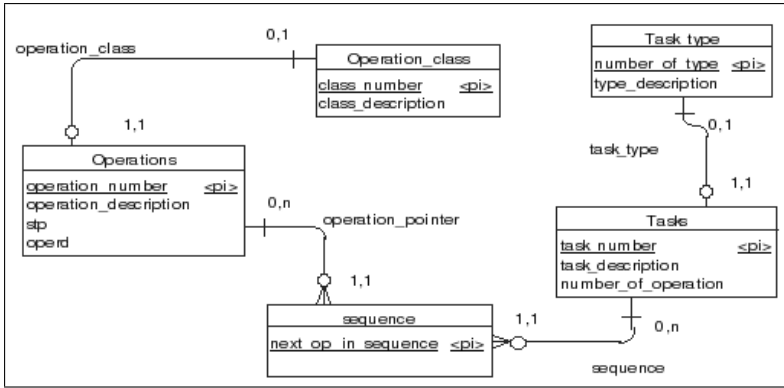 operation_class
0,1
Operation_class
class_number <pi>
class_description
Task type
number_of_type <pi>
type_description
0,1
task_type
1,1
1,1
Operations
operation_number <pi>
operation_description
stp
operd
0,n
operation_pointer
Tasks
task_number <pi>
task_description
number_of_operation
1,1
sequence
next_op_in_sequence <pi>
1,1
0,n
sequence